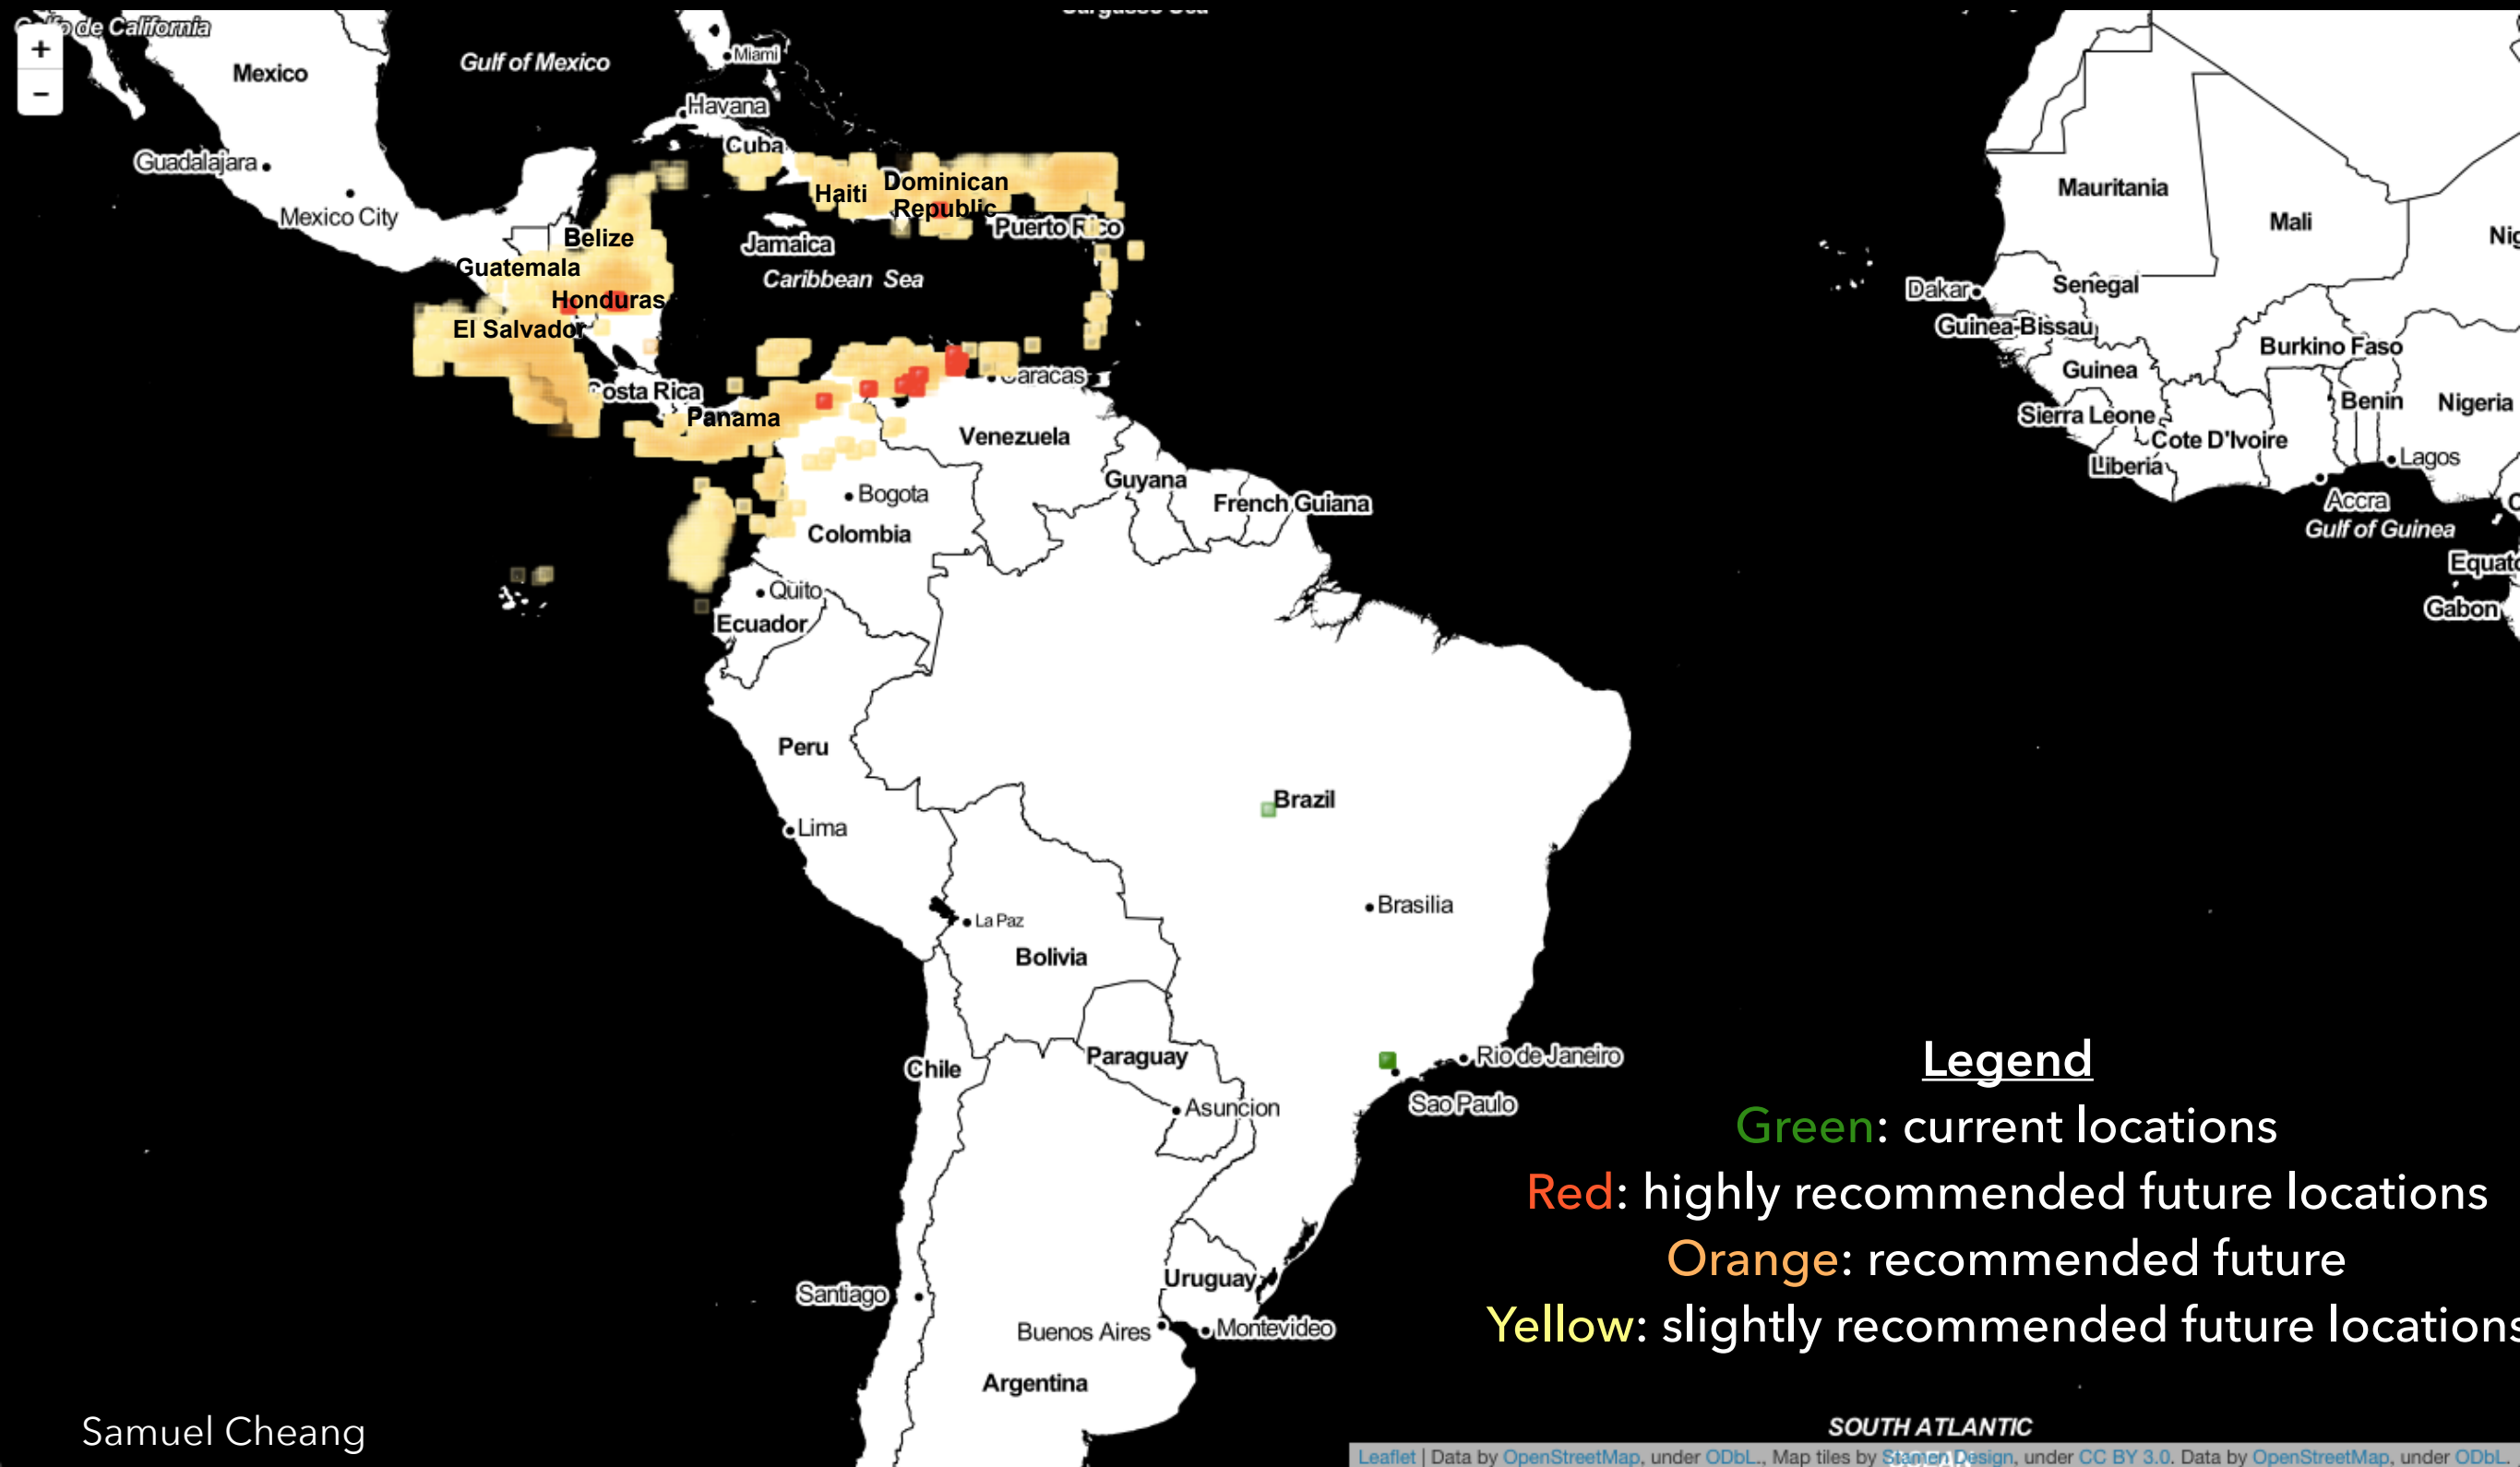 Golfo de California
+
−
Mexico
Gulf of Mexico
Miami
Havana
Cuba
Guadalajara
Mexico City
Haiti
Dominican
Republic
Puerto Rico
Jamaica
Caribbean Sea
Belize
Guatemala
Honduras
El Salvador
Costa Rica
Panama
Caracas
Venezuela
Guyana
French Guiana
Bogota
Colombia
Quito
Ecuador
Peru
Lima
Brazil
Brasilia
La Paz
Bolivia
Paraguay
Chile
Asuncion
Rio de Janeiro
Sao Paulo
Uruguay
Santiago
Buenos Aires
Montevideo
Argentina
Mauritania
Mali
Nig
Dakar
Senegal
Guinea-Bissau
Guinea
Burkino Faso
Sierra Leone
Benin
Nigeria
Cote D'Ivoire
Liberia
Lagos
Accra
Gulf of Guinea
Equato
Gabon
Legend
Green: current locations
Red: highly recommended future locations
Orange: recommended future
Yellow: slightly recommended future locations
Samuel Cheang
SOUTH ATLANTIC
Leaflet | Data by OpenStreetMap, under ODbL., Map tiles by Stamen Design, under CC BY 3.0. Data by OpenStreetMap, under ODbL.